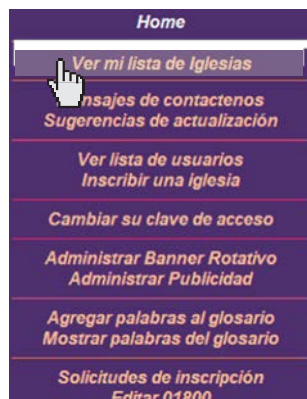 Home
Ver mi lista de Iglesias
nsajes de contactenos
Sugerencias de actualización
Ver lista de usuarios
Inscribir una iglesia
Cambiar su clave de acceso
Administrar Banner Rotativo
Administrar Publicidad
Agregar palabras al glosario
Mostrar palabras del glosario
Solicitudes de inscripción
Editar 01800